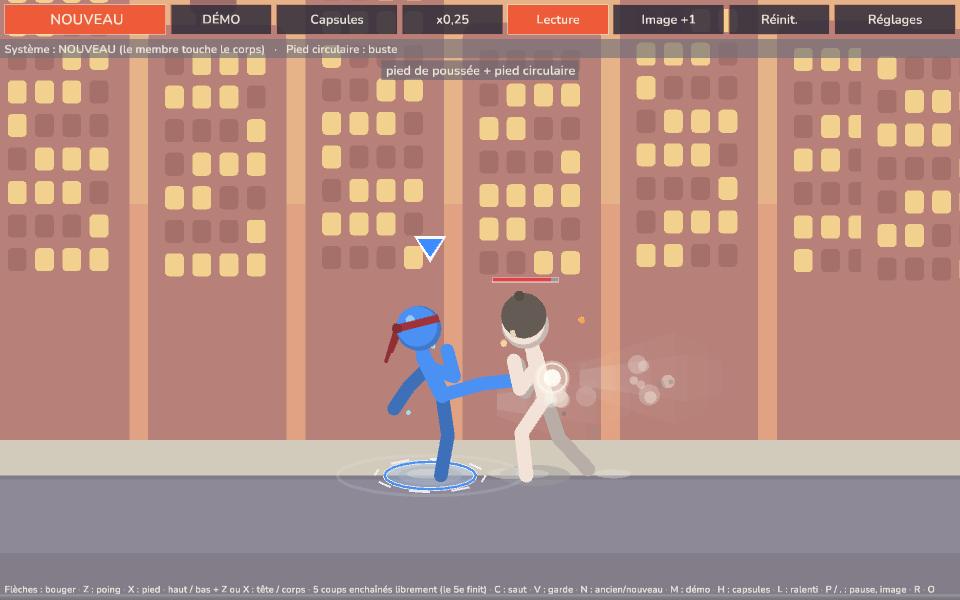 NOUVEAU DÉMO Capsules x0,25 Lecture Image +1 Réinit. Réglages
Système : NOUVEAU (le membre touche le corps) · Pied circulaire : buste
pied de poussée + pied circulaire
Flèches : bouger · Z : poing · X : pied · haut / bas + Z ou X : tête / corps · 5 coups enchaînés librement (le 5e finit) · C : saut · V : garde · N : ancien/nouveau · M : démo · H : capsules · L : ralenti · P / . : pause, image · R · O